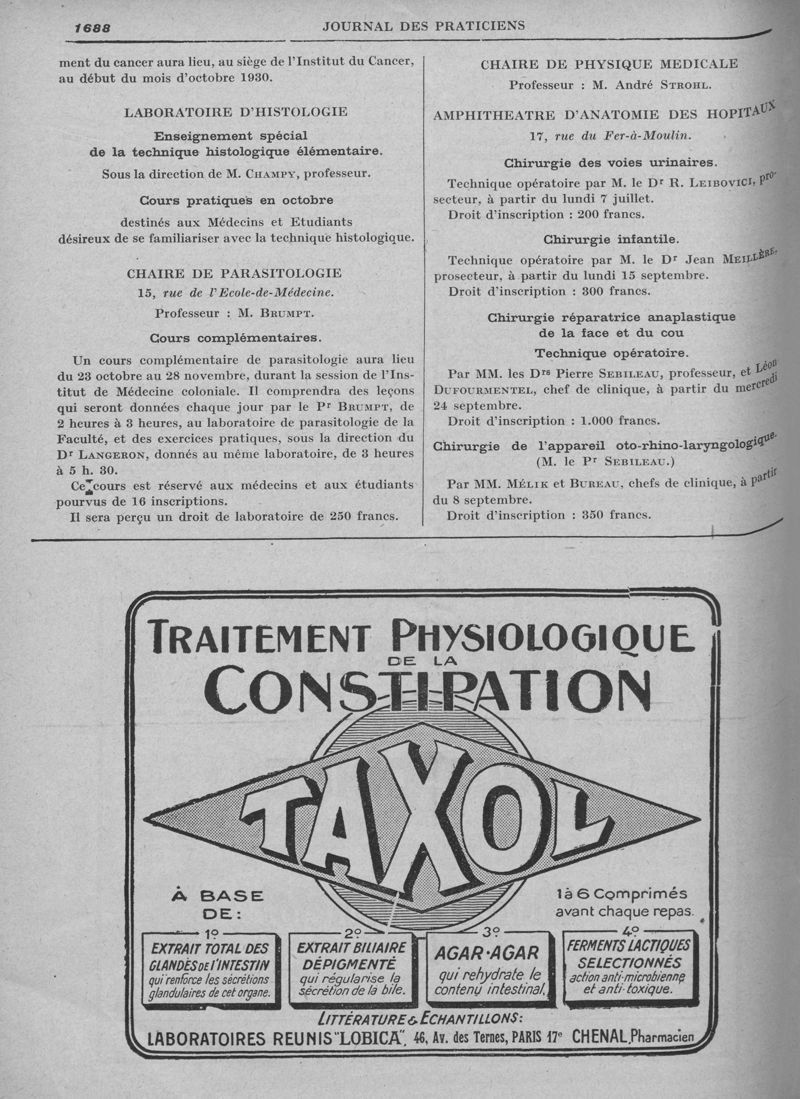 1688
JOURNAL DES PRATICIENS
ment du cancer aura lieu, au siège de l'Institut du Cancer,
au début du mois d'octobre 1930.
LABORATOIRE D'HISTOLOGIE
Enseignement spécial
de la technique histologique élémentaire.
Sous la direction de M. CHAMPY, professeur.
Cours pratiques en octobre
destinés aux Médecins et Etudiants
désireux de se familiariser avec la technique histologique.
CHAIRE DE PARASITOLOGIE
15, rue de l'Ecole-de-Médecine.
Professeur : M. BRUMPT.
Cours complémentaires.
Un cours complémentaire de parasitologie aura lieu
du 23 octobre au 28 novembre, durant la session de l'Ins-
titut de Médecine coloniale. Il comprendra des leçons
qui seront données chaque jour par le Pr BRUMPT, de
2 heures à 3 heures, au laboratoire de parasitologie de la
Faculté, et des exercices pratiques, sous la direction du
Dr LANGERON, donnés au même laboratoire, de 3 heures
à 5 h. 30.
Ce cours est réservé aux médecins et aux étudiants
pourvus de 16 inscriptions.
Il sera perçu un droit de laboratoire de 250 francs.
CHAIRE DE PHYSIQUE MEDICALE
Professeur : M. André STROHL.
AMPHITHEATRE D'ANATOMIE DES HOPITAUX
17, rue du Fer-à-Moulin.
Chirurgie des voies urinaires.
Technique opératoire par M. le Dr R. LEIBOVICI, pro-
secteur, à partir du lundi 7 juillet.
Droit d'inscription : 200 francs.
Chirurgie infantile.
Technique opératoire par M. le Dr Jean MEILLÈRE,
prosecteur, à partir du lundi 15 septembre.
Droit d'inscription : 300 francs.
Chirurgie réparatrice anaplastique
de la face et du cou
Technique opératoire.
Par MM. les Drs Pierre SEBILEAU, professeur, et Léon
DUFOURMENTEL, chef de clinique, à partir du mercredi
24 septembre.
Droit d'inscription : 1.000 francs.
Chirurgie de l'appareil oto-rhino-laryngologique.
(M. le Pr SEBILEAU.)
Par MM. MÉLIK et BUREAU, chefs de clinique, à partir
du 8 septembre.
Droit d'inscription : 350 francs.
TRAITEMENT PHYSIOLOGIQUE
DE LA
CONSTIPATION
TAXOL
À BASE
DE :
1 à 6 Comprimés
avant chaque repas.
1º
EXTRAIT TOTAL DES
GLANDES DE l'INTESTIN
qui renforce les sécrétions
glandulaires de cet organe.
2º
EXTRAIT BILIAIRE
DÉPIGMENTÉ
qui régularise la
sécrétion de la bile.
3º
AGAR-AGAR
qui rehydrate le
contenu intestinal.
4º
FERMENTS LACTIQUES
SELECTIONNÉS
action anti-microbienne
et anti-toxique.
LITTÉRATURE & ECHANTILLONS :
LABORATOIRES REUNIS "LOBICA", 46, Av. des Ternes, PARIS 17e CHENAL, Pharmacien